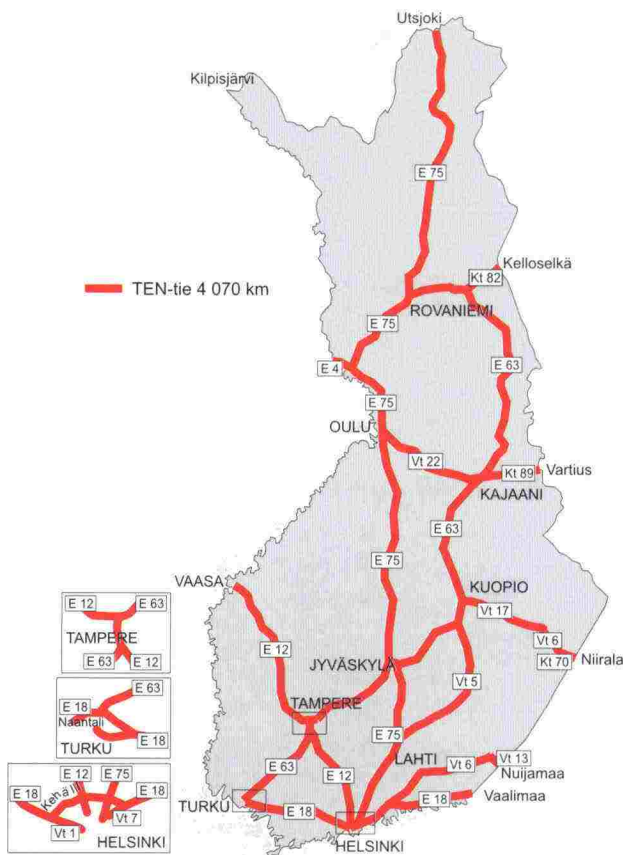 Utsjoki
Kilpisjärvi
E 75
Kelloselkä
Kt 82
TEN-tie 4 070 km
ROVANIEMI
E 75
E 4
E 63
E 75
OULU
Vt 22
Kt 89
Vartius
KAJAANI
E 63
E 75
VAASA
KUOPIO
E 12
E 63
Vt 17
TAMPERE
E 12
Vt 6
E 63
E 12
JYVÄSKYLÄ
Kt 70
Niirala
Vt 5
E 63
TAMPERE
E 18
Naantali
E 18
E 75
TURKU
LAHTI
Vt 6
Vt 13
E 63
E 12
Nuijamaa
E 12
E 75
E 18
E 18
Kehä III
TURKU
E 18
E 18
Vaalimaa
Vt 1
Vt 7
HELSINKI
HELSINKI